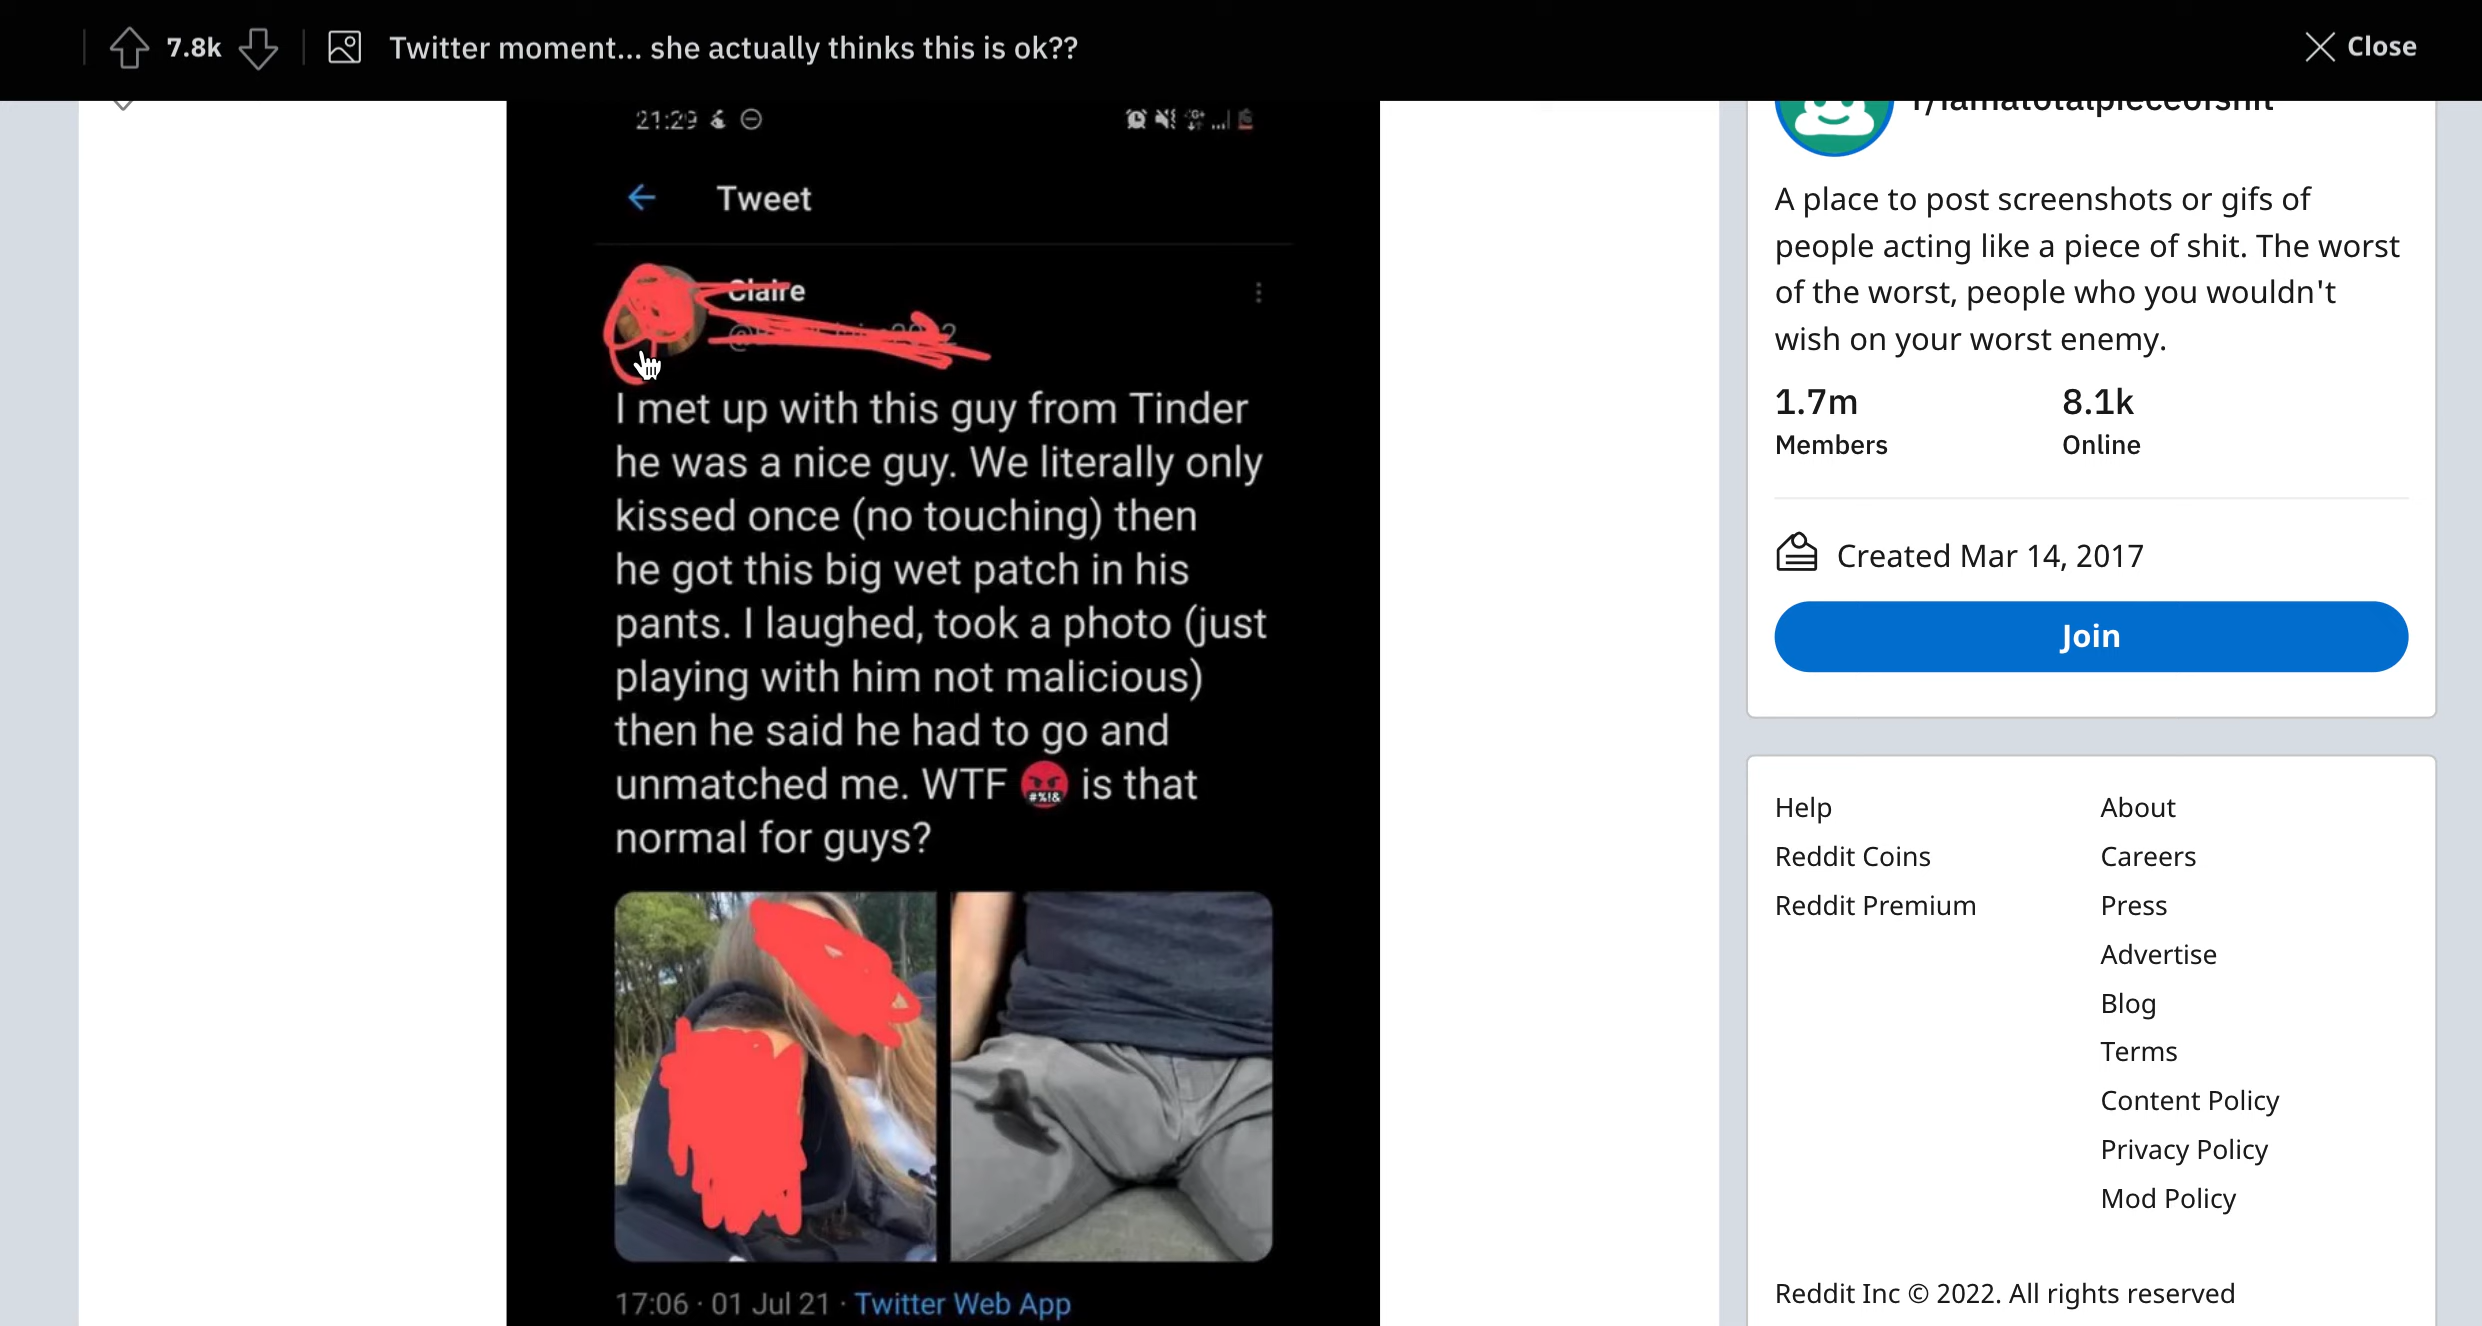 7.8k
Twitter moment... she actually thinks this is ok??
Close
21:29
Tweet
Claire
I met up with this guy from Tinder
he was a nice guy. We literally only
kissed once (no touching) then
he got this big wet patch in his
pants. I laughed, took a photo (just
playing with him not malicious)
then he said he had to go and
unmatched me. WTF 🤬 is that
normal for guys?
17:06 · 01 Jul 21 · Twitter Web App
r/iamatotalpieceofshit
A place to post screenshots or gifs of
people acting like a piece of shit. The worst
of the worst, people who you wouldn't
wish on your worst enemy.
1.7m
8.1k
Members
Online
Created Mar 14, 2017
Join
Help
About
Reddit Coins
Careers
Reddit Premium
Press
Advertise
Blog
Terms
Content Policy
Privacy Policy
Mod Policy
Reddit Inc © 2022. All rights reserved